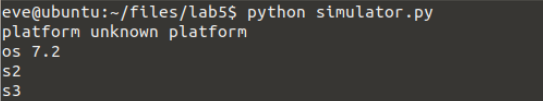 eve@ubuntu:~/files/lab5$ python simulator.py
platform unknown platform
os 7.2
s2
s3